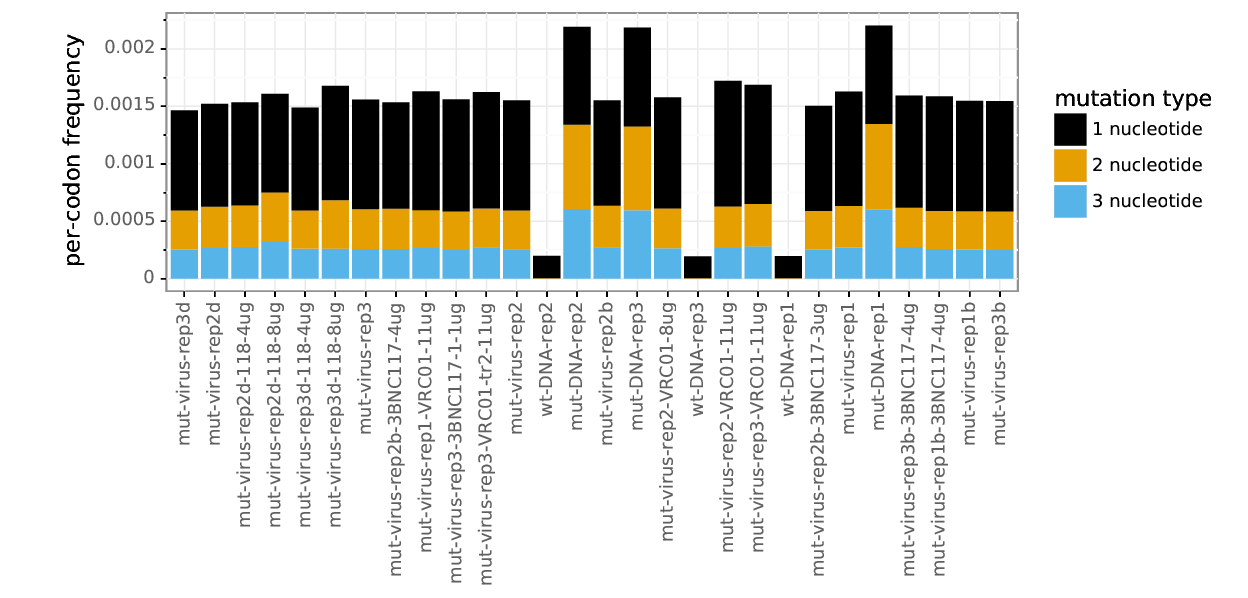 per-codon frequency
0.002
0.0015
0.001
0.0005
0
mut-virus-rep3d
mut-virus-rep2d
mut-virus-rep2d-118-4ug
mut-virus-rep2d-118-8ug
mut-virus-rep3d-118-4ug
mut-virus-rep3d-118-8ug
mut-virus-rep3
mut-virus-rep2b-3BNC117-4ug
mut-virus-rep1-VRC01-11ug
mut-virus-rep3-3BNC117-1-1ug
mut-virus-rep3-VRC01-tr2-11ug
mut-virus-rep2
wt-DNA-rep2
mut-DNA-rep2
mut-virus-rep2b
mut-DNA-rep3
mut-virus-rep2-VRC01-8ug
wt-DNA-rep3
mut-virus-rep2-VRC01-11ug
mut-virus-rep3-VRC01-11ug
wt-DNA-rep1
mut-virus-rep2b-3BNC117-3ug
mut-virus-rep1
mut-DNA-rep1
mut-virus-rep3b-3BNC117-4ug
mut-virus-rep1b-3BNC117-4ug
mut-virus-rep1b
mut-virus-rep3b
mutation type
1 nucleotide
2 nucleotide
3 nucleotide